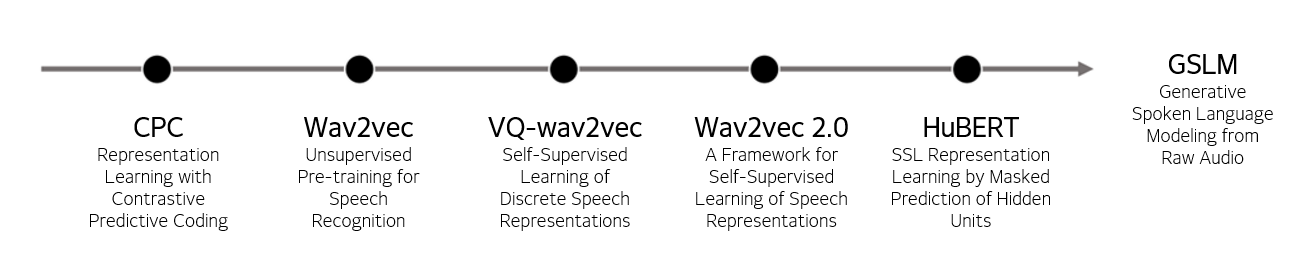 CPC
Representation
Learning with
Contrastive
Predictive Coding
Wav2vec
Unsupervised
Pre-training for
Speech
Recognition
VQ-wav2vec
Self-Supervised
Learning of
Discrete Speech
Representations
Wav2vec 2.0
A Framework for
Self-Supervised
Learning of Speech
Representations
HuBERT
SSL Representation
Learning by Masked
Prediction of Hidden
Units
GSLM
Generative
Spoken Language
Modeling from
Raw Audio